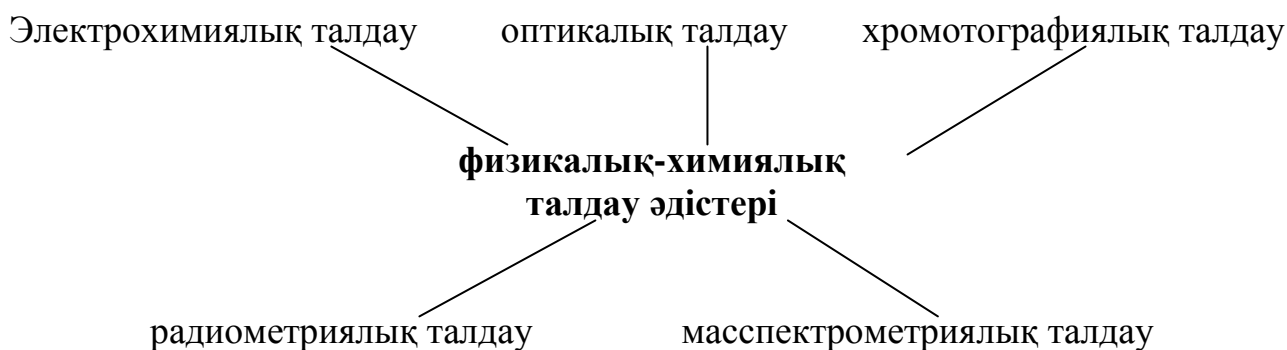 Электрохимиялық талдау оптикалық талдау хромотографиялық талдау
физикалық-химиялық
талдау әдістері
радиометриялық талдау масспектрометриялық талдау